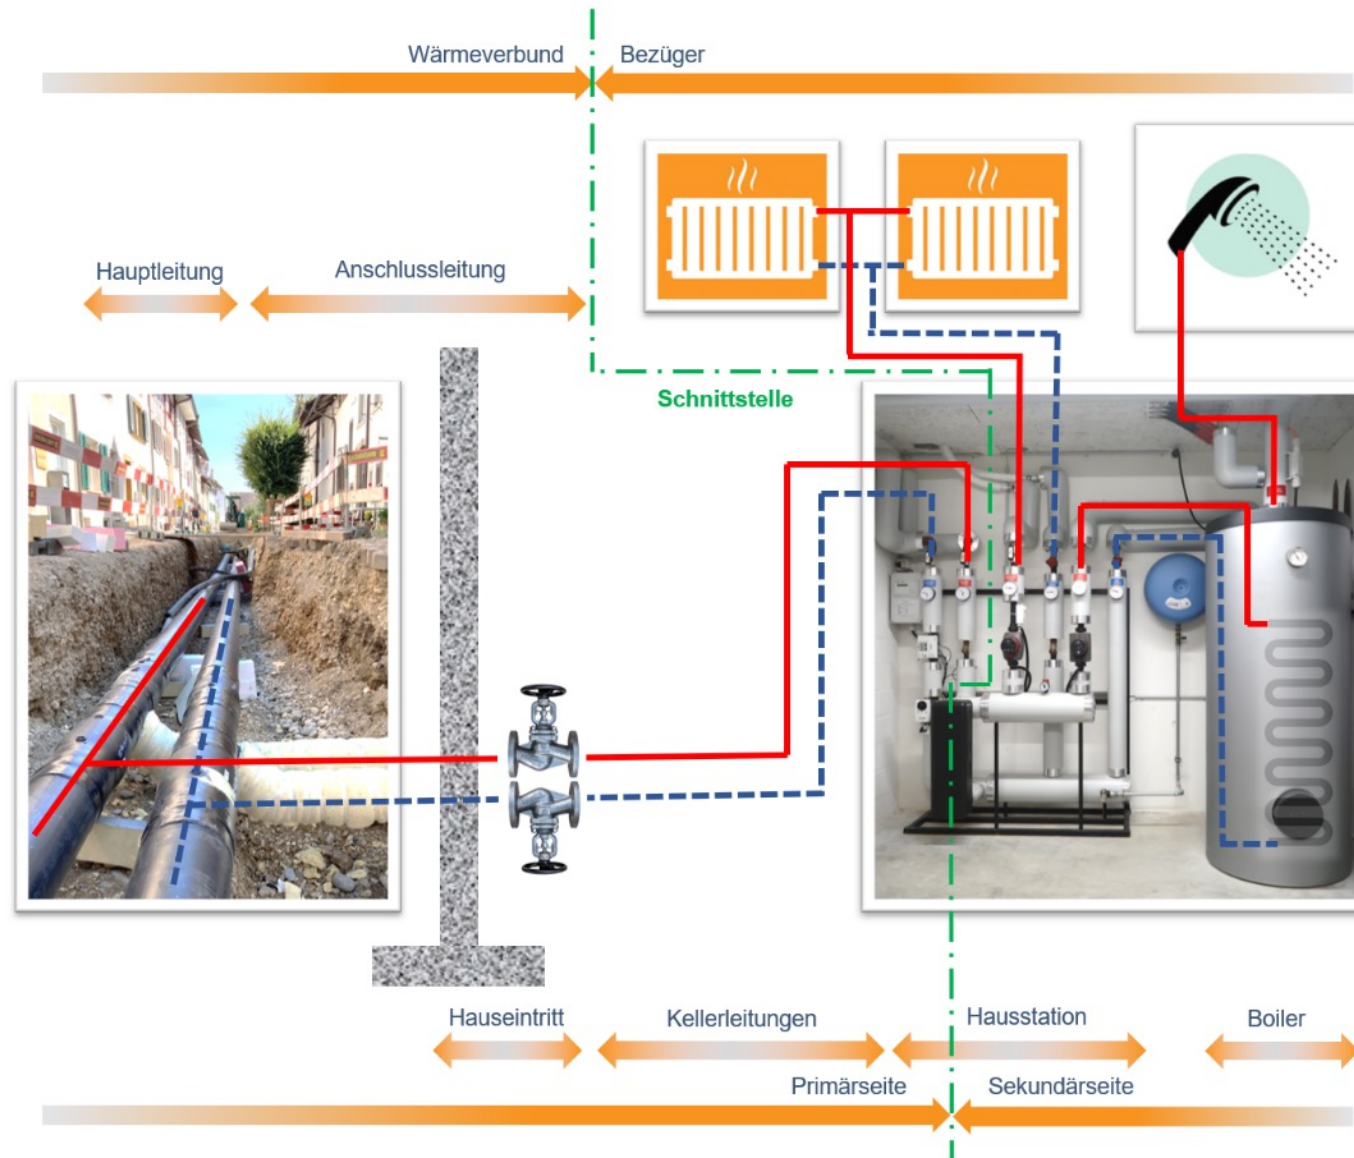 Wärmeverbund
Bezüger
Hauptleitung
Anschlussleitung
Schnittstelle
Hauseintritt
Kellerleitungen
Hausstation
Boiler
Primärseite
Sekundärseite